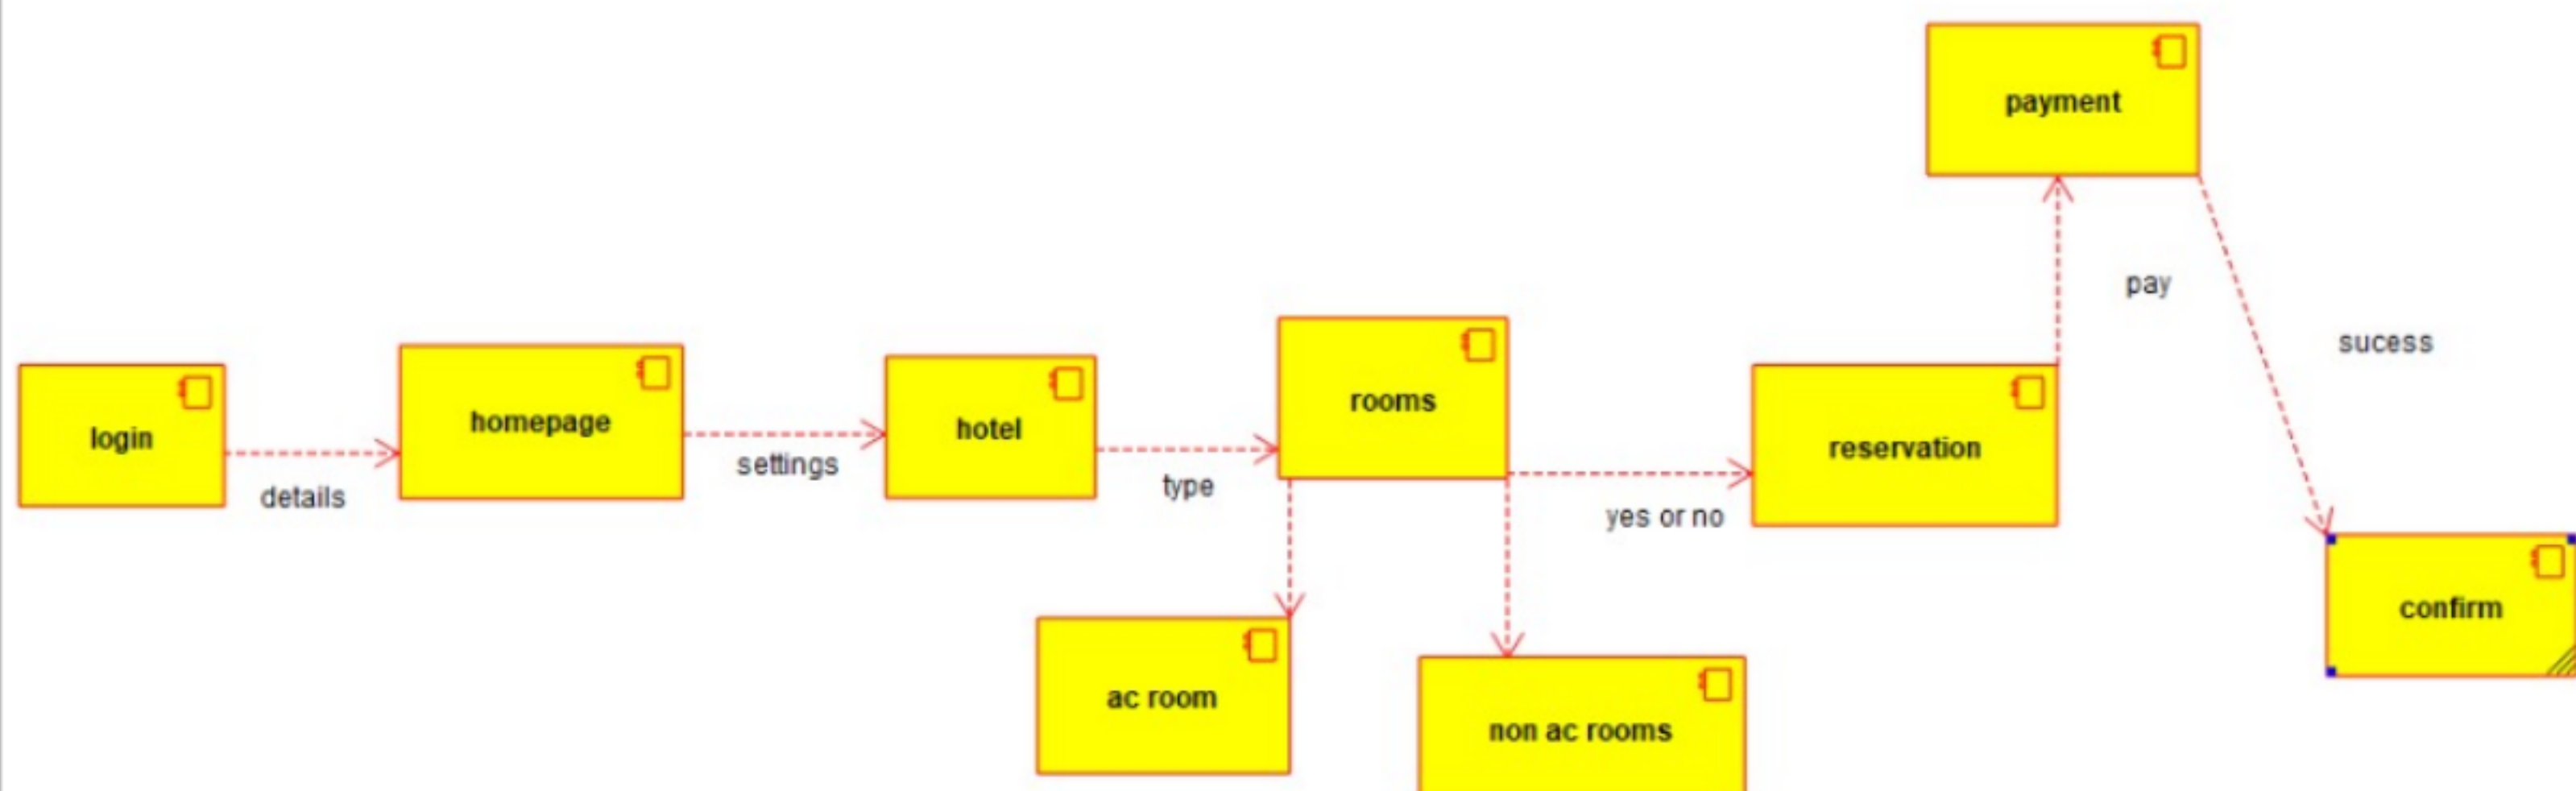 payment
pay
sucess
login
details
homepage
settings
hotel
type
rooms
yes or no
reservation
ac room
non ac rooms
confirm